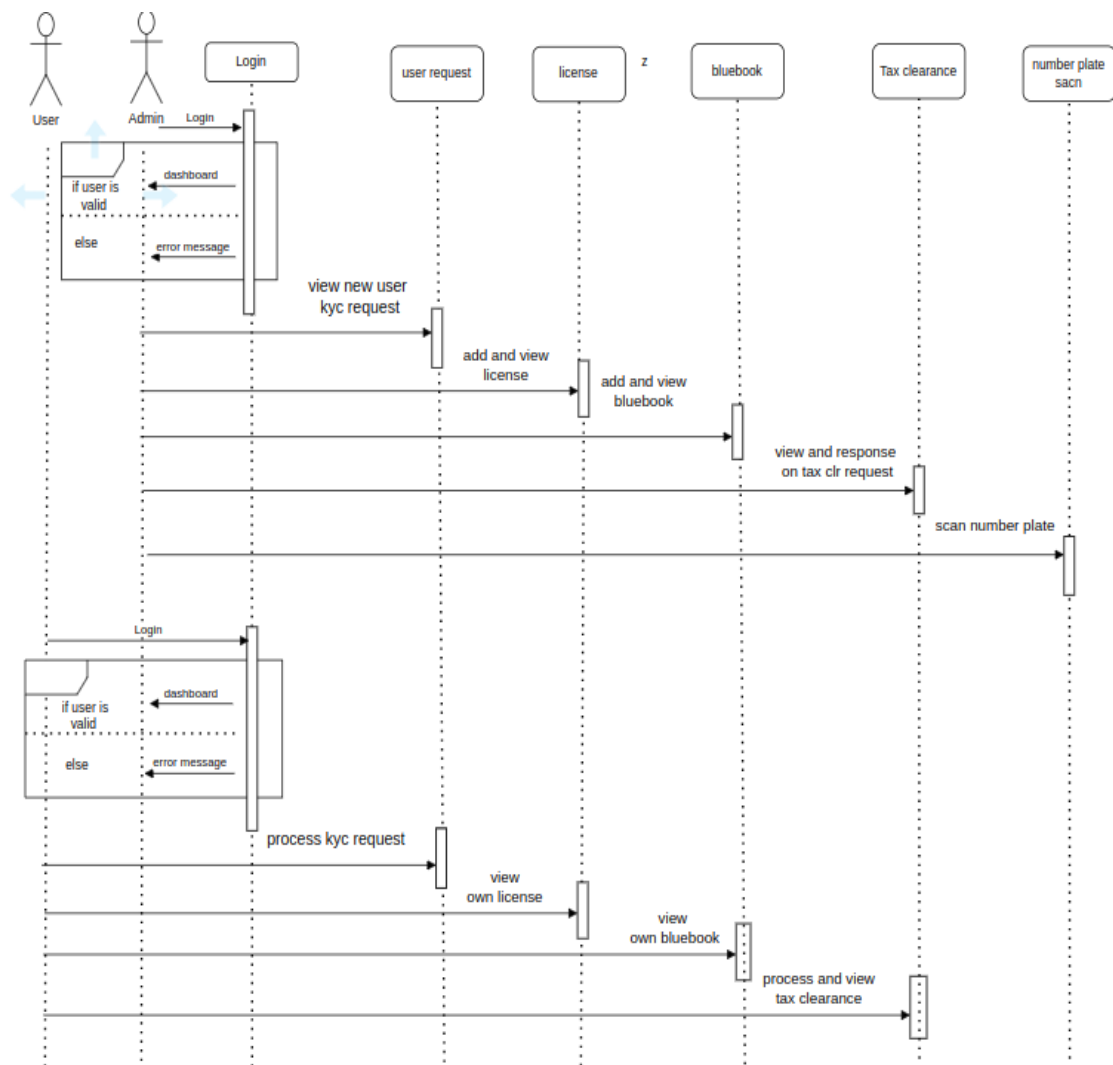 User
Admin
Login
user request
license
z
bluebook
Tax clearance
number plate
sacn
Login
if user is
valid
dashboard
else
error message
view new user
kyc request
add and view
license
add and view
bluebook
view and response
on tax clr request
scan number plate
Login
if user is
valid
dashboard
else
error message
process kyc request
view
own license
view
own bluebook
process and view
tax clearance